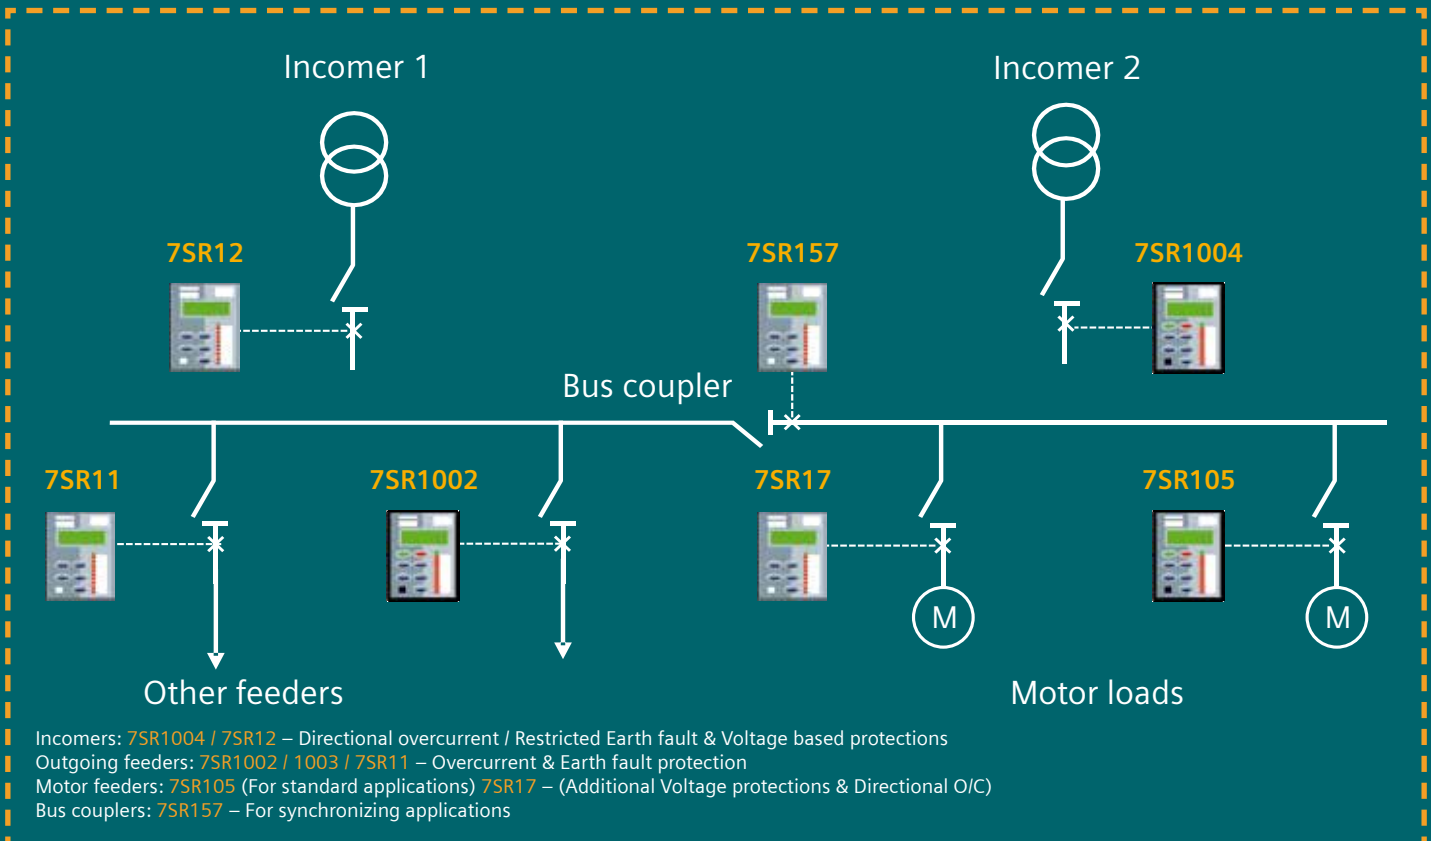 Incomer 1
Incomer 2
7SR12
7SR157
7SR1004
Bus coupler
7SR11
7SR1002
7SR17
7SR105
M
M
Other feeders
Motor loads
Incomers: 7SR1004 / 7SR12 – Directional overcurrent / Restricted Earth fault & Voltage based protections
Outgoing feeders: 7SR1002 / 1003 / 7SR11 – Overcurrent & Earth fault protection
Motor feeders: 7SR105 (For standard applications) 7SR17 – (Additional Voltage protections & Directional O/C)
Bus couplers: 7SR157 – For synchronizing applications